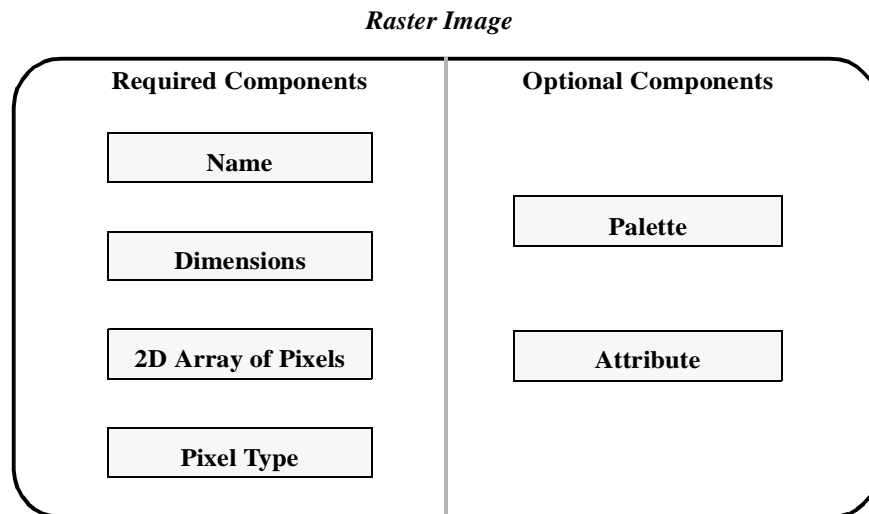 Raster Image
Required Components
Name
Dimensions
2D Array of Pixels
Pixel Type
Optional Components
Palette
Attribute